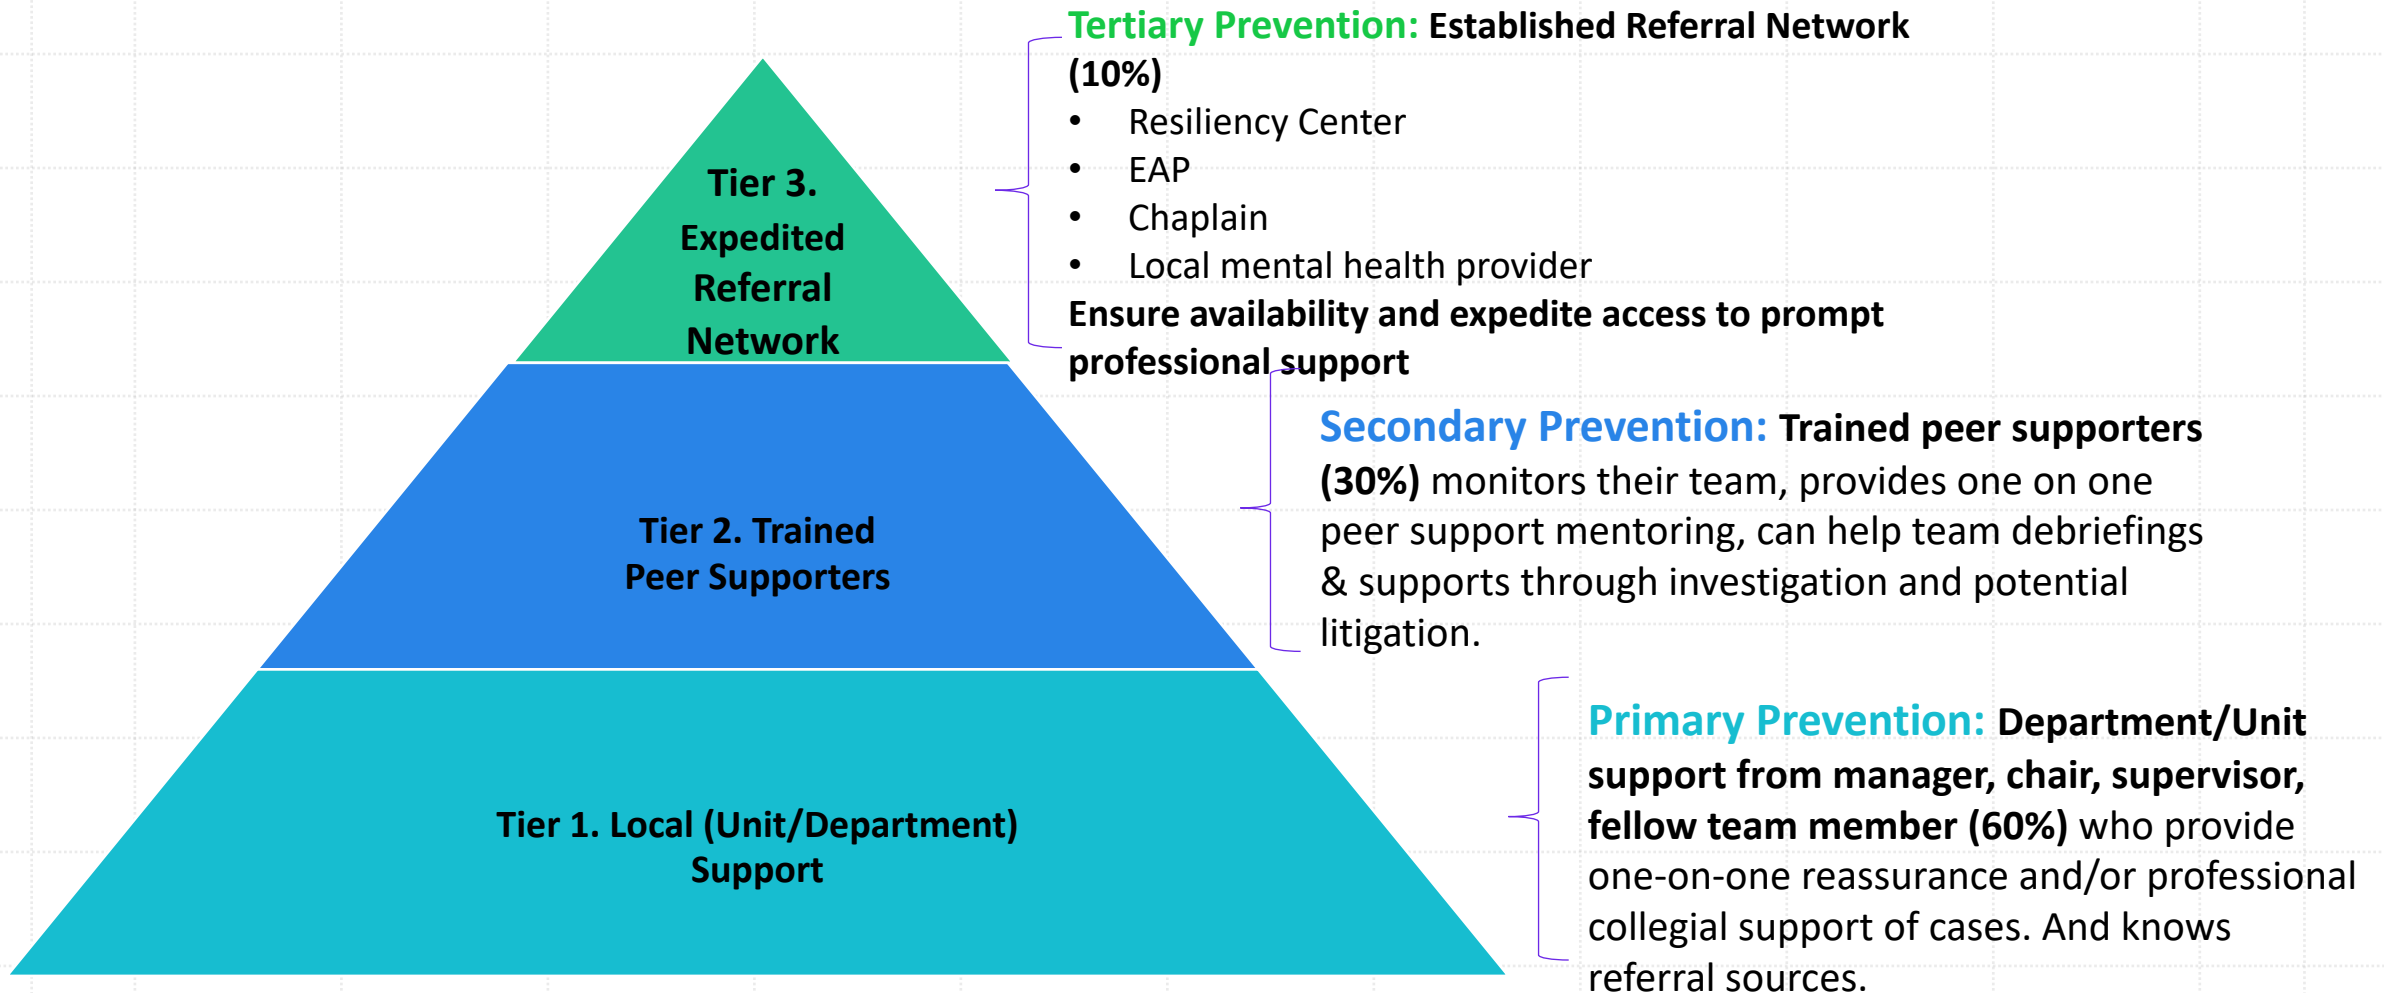 Tertiary Prevention: Established Referral Network
(10%)
• Resiliency Center
• EAP
• Chaplain
• Local mental health provider
Ensure availability and expedite access to prompt
professional support
Tier 3.
Expedited
Referral
Network
Secondary Prevention: Trained peer supporters
(30%) monitors their team, provides one on one
peer support mentoring, can help team debriefings
& supports through investigation and potential
litigation.
Tier 2. Trained
Peer Supporters
Primary Prevention: Department/Unit
support from manager, chair, supervisor,
fellow team member (60%) who provide
one-on-one reassurance and/or professional
collegial support of cases. And knows
referral sources.
Tier 1. Local (Unit/Department)
Support